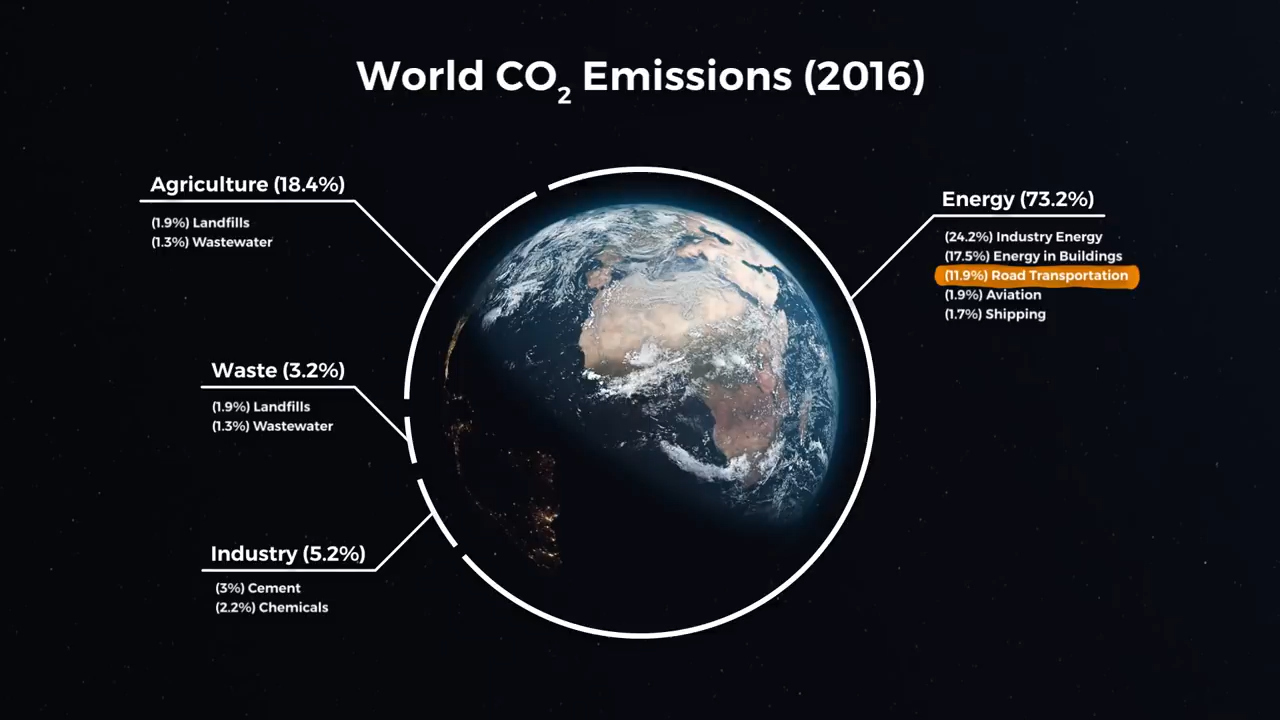 World CO₂ Emissions (2016)
Agriculture (18.4%)
(1.9%) Landfills
(1.3%) Wastewater
Waste (3.2%)
(1.9%) Landfills
(1.3%) Wastewater
Industry (5.2%)
(3%) Cement
(2.2%) Chemicals
Energy (73.2%)
(24.2%) Industry Energy
(17.5%) Energy in Buildings
(11.9%) Road Transportation
(1.9%) Aviation
(1.7%) Shipping